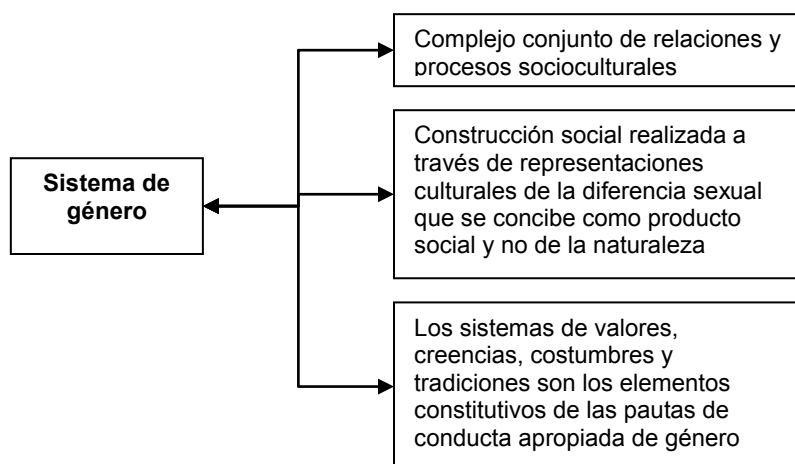 Sistema de
género
Complejo conjunto de relaciones y
procesos socioculturales
Construcción social realizada a
través de representaciones
culturales de la diferencia sexual
que se concibe como producto
social y no de la naturaleza
Los sistemas de valores,
creencias, costumbres y
tradiciones son los elementos
constitutivos de las pautas de
conducta apropiada de género